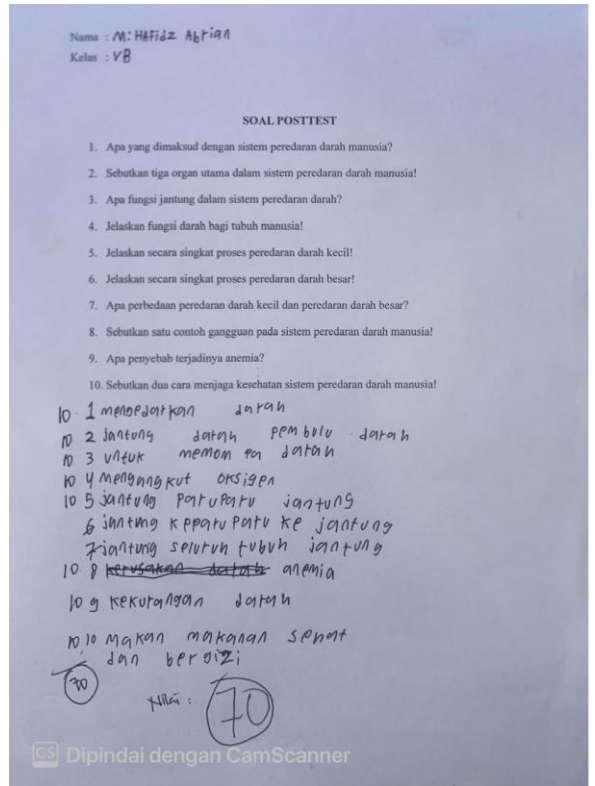 Nama : M. HAFidz Abrian
Kelas : VB
SOAL POSTTEST
1. Apa yang dimaksud dengan sistem peredaran darah manusia?
2. Sebutkan tiga organ utama dalam sistem peredaran darah manusia!
3. Apa fungsi jantung dalam sistem peredaran darah?
4. Jelaskan fungsi darah bagi tubuh manusia!
5. Jelaskan secara singkat proses peredaran darah kecil!
6. Jelaskan secara singkat proses peredaran darah besar!
7. Apa perbedaan peredaran darah kecil dan peredaran darah besar?
8. Sebutkan satu contoh gangguan pada sistem peredaran darah manusia!
9. Apa penyebab terjadinya anemia?
10. Sebutkan dua cara menjaga kesehatan sistem peredaran darah manusia!
10 1 mengedarkan darah
10 2 jantung darah pembulu darah
10 3 untuk memompa darah
10 4 mengangkut oksigen
10 5 jantung paruparu jantung
6 jantung keparuparu ke jantung
7 jantung seluruh tubuh jantung
10 8 kerusakan darah anemia
10 9 kekurangan darah
10 10 makan makanan sehat
dan bergizi
70
Nilai : 70
CS Dipindai dengan CamScanner